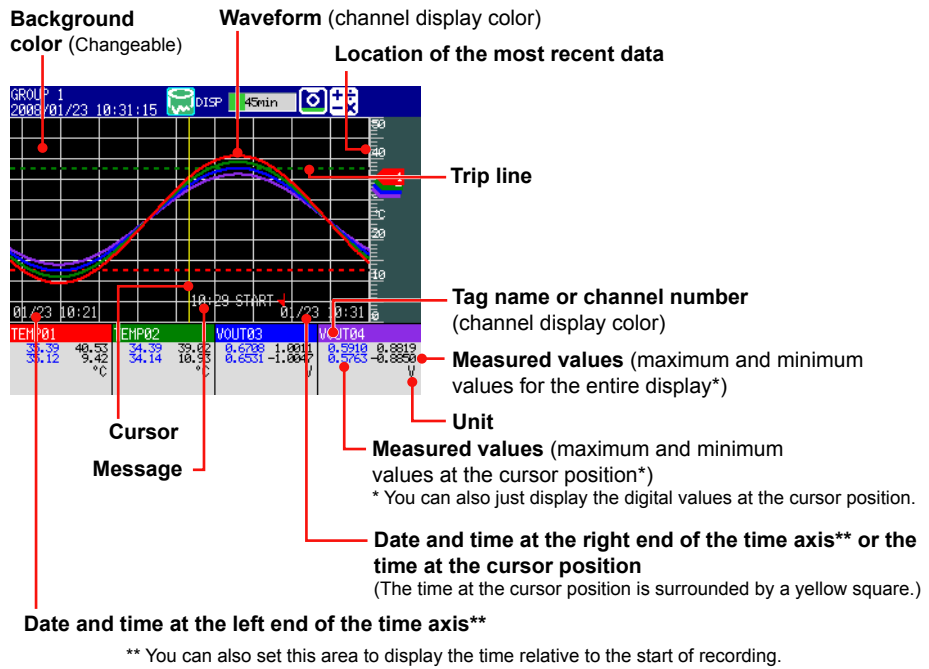 Background
color (Changeable)
Waveform (channel display color)
Location of the most recent data
GROUP 1
2008/01/23 10:31:15
DISP
45min
50
40
Trip line
°C
20
10
10:29 START
01/23 10:21
01/23 10:31
0
Tag name or channel number
(channel display color)
TEMP01
TEMP02
VOUT03
VOUT04
40.53
34.39 39.02
0.6708 1.0011
0.5910 0.8819
9.42
34.14 10.93
0.6531 -1.0047
0.5763 -0.8850
°C
°C
V
V
Measured values (maximum and minimum
values for the entire display*)
Unit
Cursor
Message
Measured values (maximum and minimum
values at the cursor position*)
* You can also just display the digital values at the cursor position.
Date and time at the right end of the time axis** or the
time at the cursor position
(The time at the cursor position is surrounded by a yellow square.)
Date and time at the left end of the time axis**
** You can also set this area to display the time relative to the start of recording.